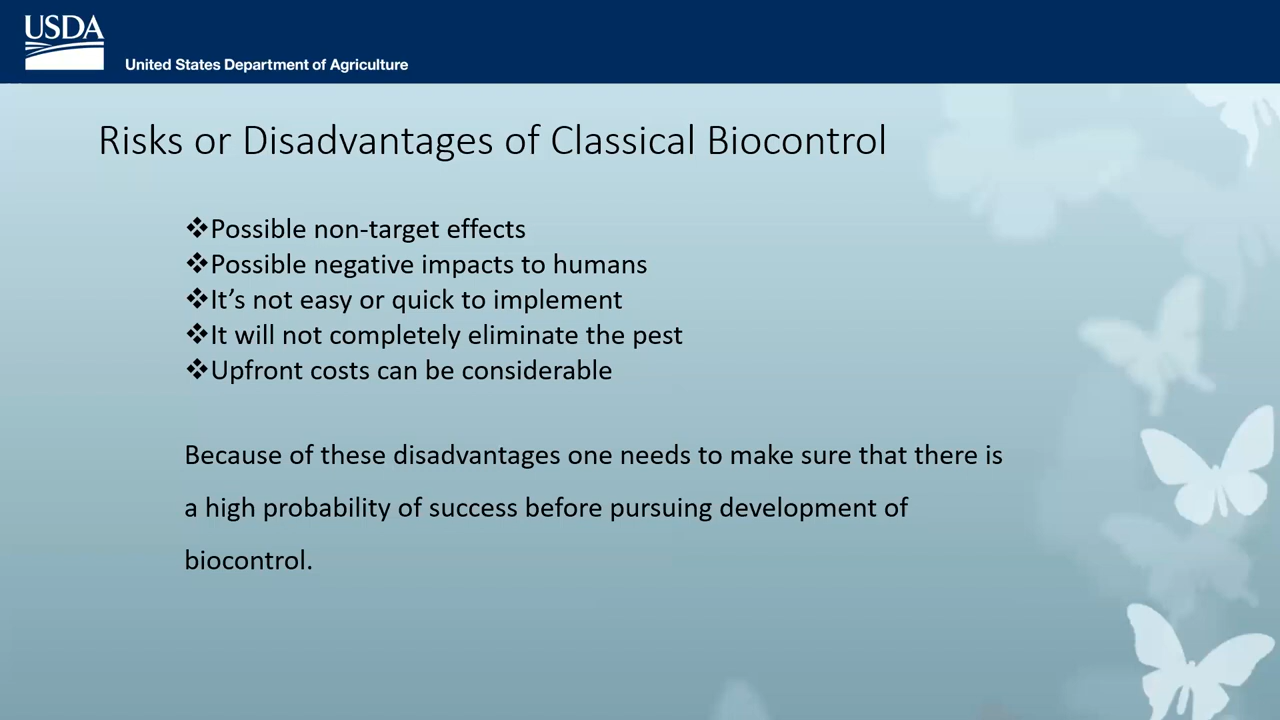 USDA
United States Department of Agriculture
Risks or Disadvantages of Classical Biocontrol
❖Possible non-target effects
❖Possible negative impacts to humans
❖It’s not easy or quick to implement
❖It will not completely eliminate the pest
❖Upfront costs can be considerable
Because of these disadvantages one needs to make sure that there is
a high probability of success before pursuing development of
biocontrol.